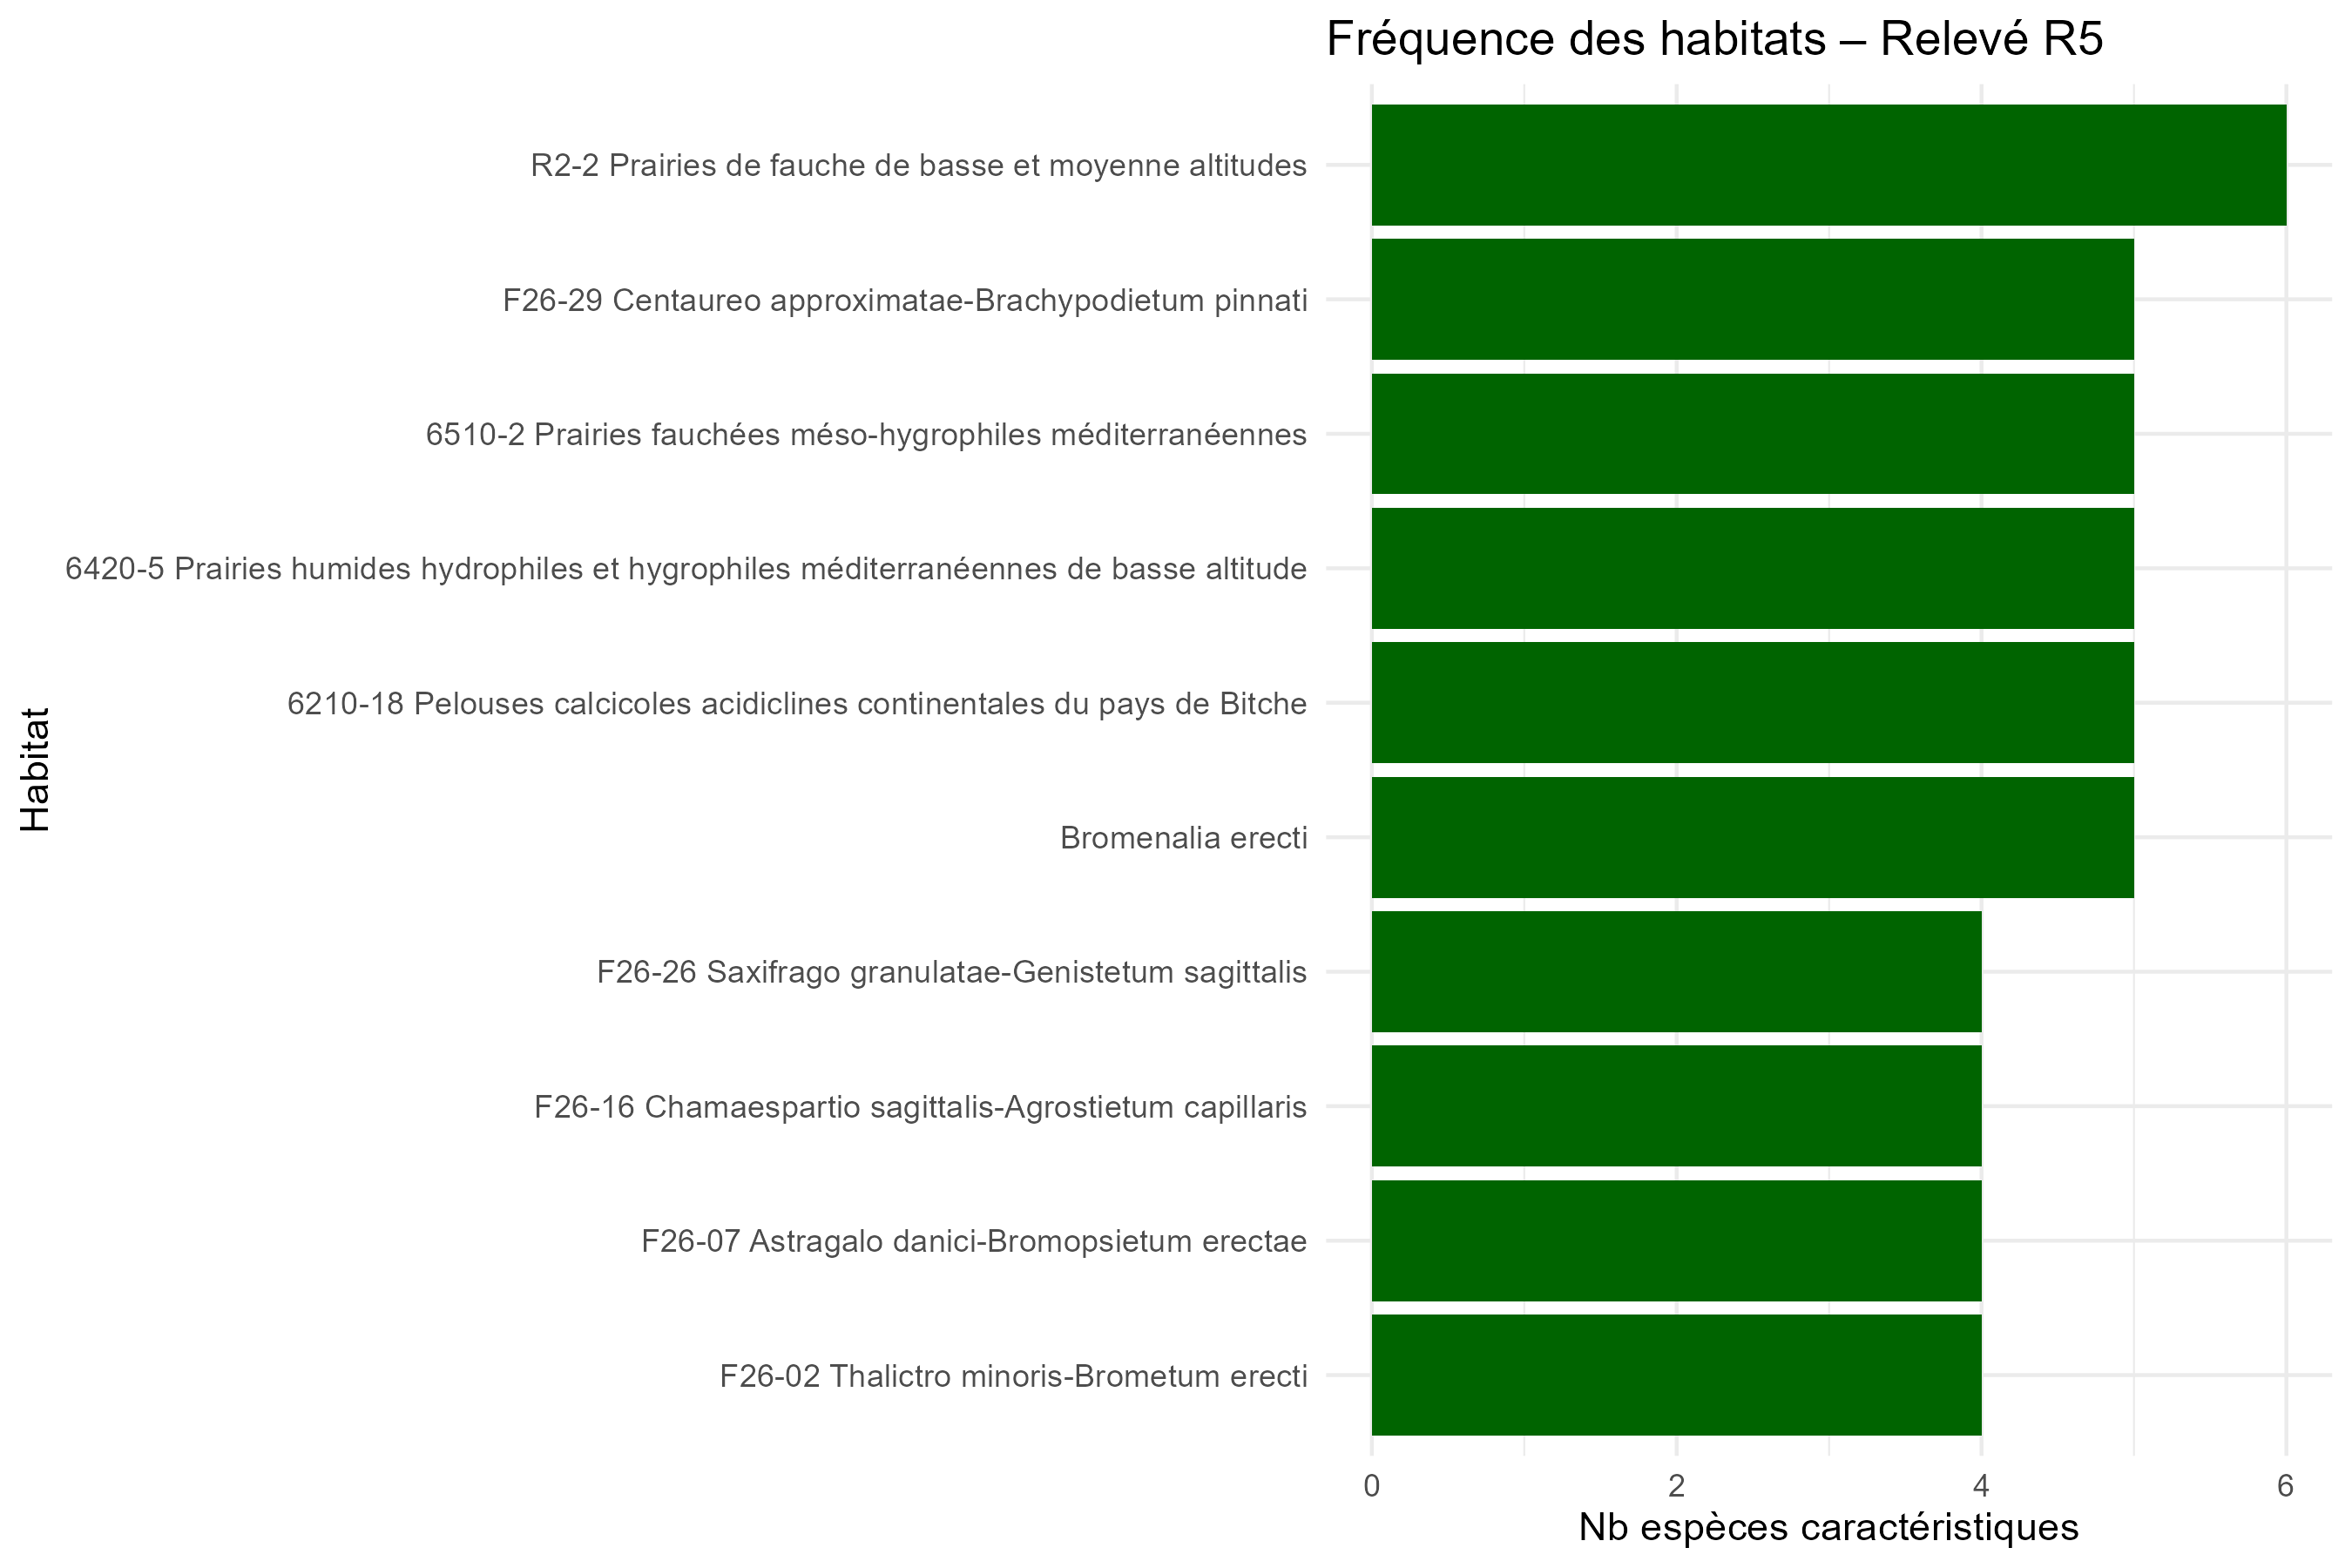 Fréquence des habitats – Relevé R5
R2-2 Prairies de fauche de basse et moyenne altitudes
F26-29 Centaureo approximatae-Brachypodietum pinnati
6510-2 Prairies fauchées méso-hygrophiles méditerranéennes
6420-5 Prairies humides hydrophiles et hygrophiles méditerranéennes de basse altitude
6210-18 Pelouses calcicoles acidiclines continentales du pays de Bitche
Bromenalia erecti
F26-26 Saxifrago granulatae-Genistetum sagittalis
F26-16 Chamaespartio sagittalis-Agrostietum capillaris
F26-07 Astragalo danici-Bromopsietum erectae
F26-02 Thalictro minoris-Brometum erecti
Habitat
0 2 4 6
Nb espèces caractéristiques